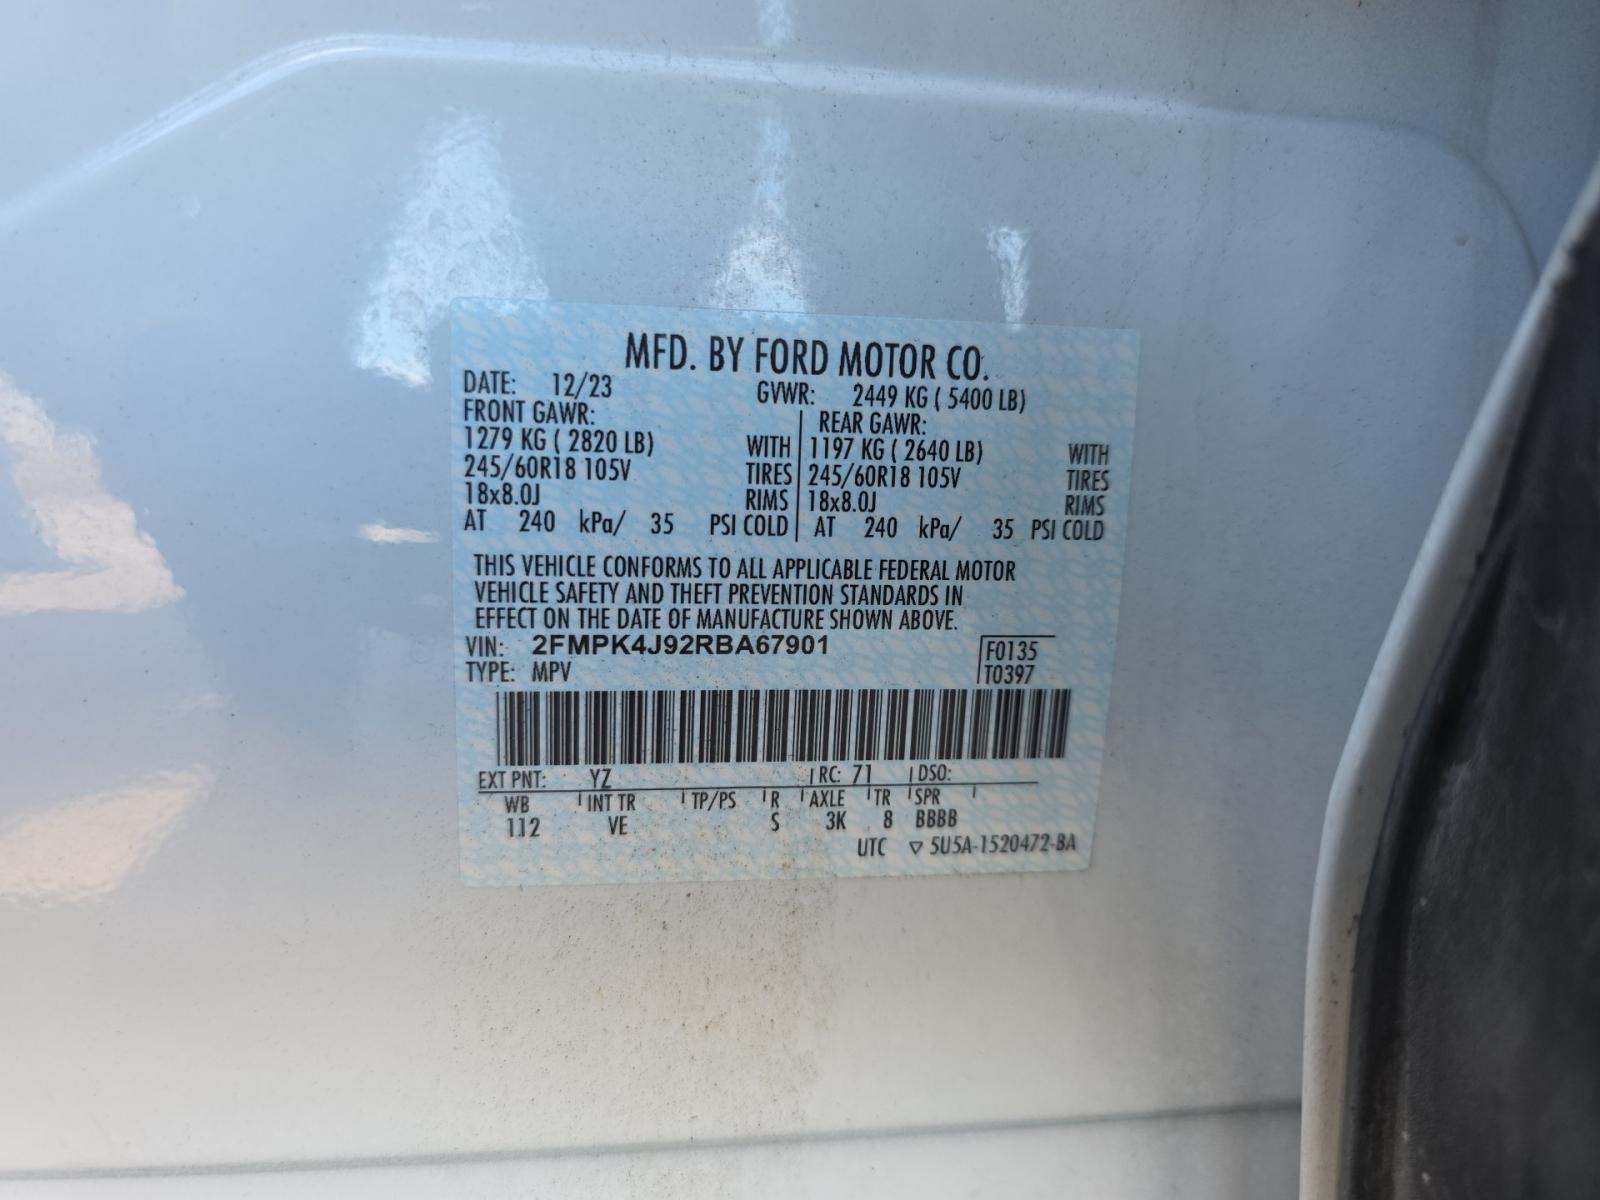 MFD. BY FORD MOTOR CO.
DATE: 12/23 GVWR: 2449 KG ( 5400 LB)
FRONT GAWR: REAR GAWR:
1279 KG ( 2820 LB) WITH 1197 KG ( 2640 LB) WITH
245/60R18 105V TIRES 245/60R18 105V TIRES
18x8.0J RIMS 18x8.0J RIMS
AT 240 kPa/ 35 PSI COLD AT 240 kPa/ 35 PSI COLD
THIS VEHICLE CONFORMS TO ALL APPLICABLE FEDERAL MOTOR
VEHICLE SAFETY AND THEFT PREVENTION STANDARDS IN
EFFECT ON THE DATE OF MANUFACTURE SHOWN ABOVE.
VIN: 2FMPK4J92RBA67901 F0135
TYPE: MPV T0397
EXT PNT: YZ RC: 71 DSO:
WB INT TR TP/PS R AXLE TR SPR
112 VE S 3K 8 BBBB
UTC ▽ 5U5A-1520472-BA